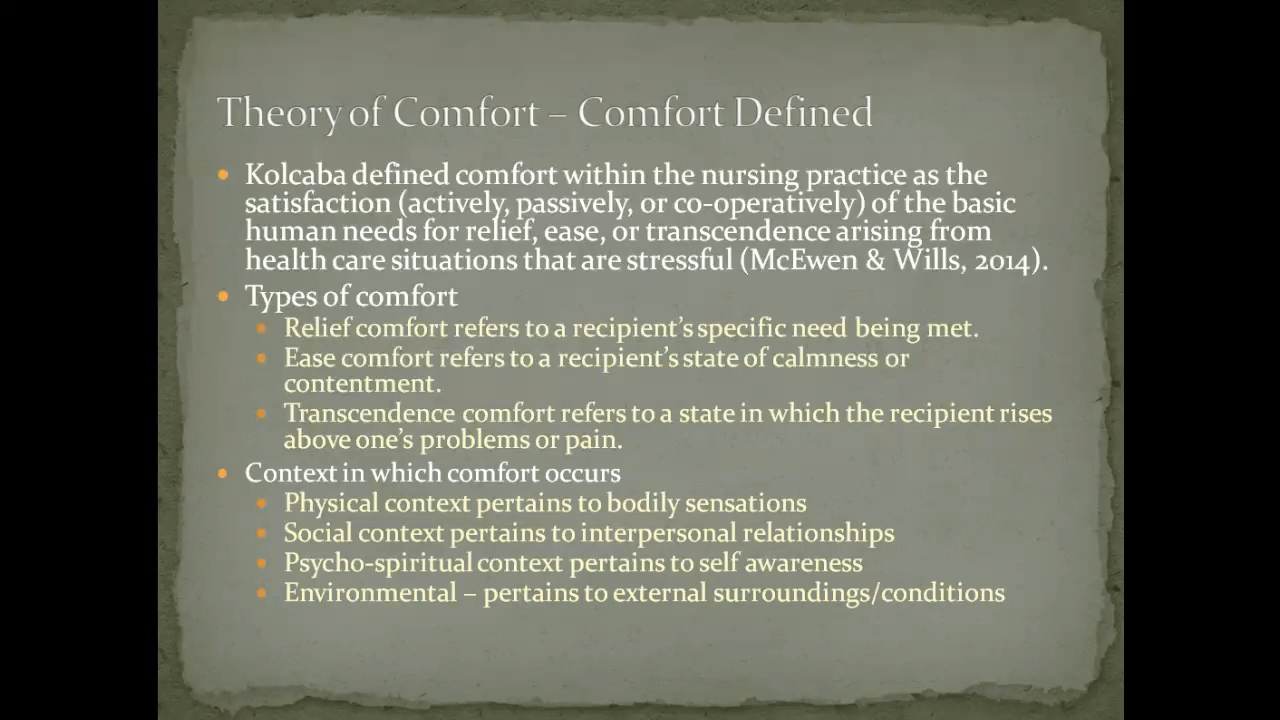 Theory of Comfort – Comfort Defined
• Kolcaba defined comfort within the nursing practice as the
satisfaction (actively, passively, or co-operatively) of the basic
human needs for relief, ease, or transcendence arising from
health care situations that are stressful (McEwen & Wills, 2014).
• Types of comfort
• Relief comfort refers to a recipient's specific need being met.
• Ease comfort refers to a recipient's state of calmness or
contentment.
• Transcendence comfort refers to a state in which the recipient rises
above one's problems or pain.
• Context in which comfort occurs
• Physical context pertains to bodily sensations
• Social context pertains to interpersonal relationships
• Psycho-spiritual context pertains to self awareness
• Environmental – pertains to external surroundings/conditions